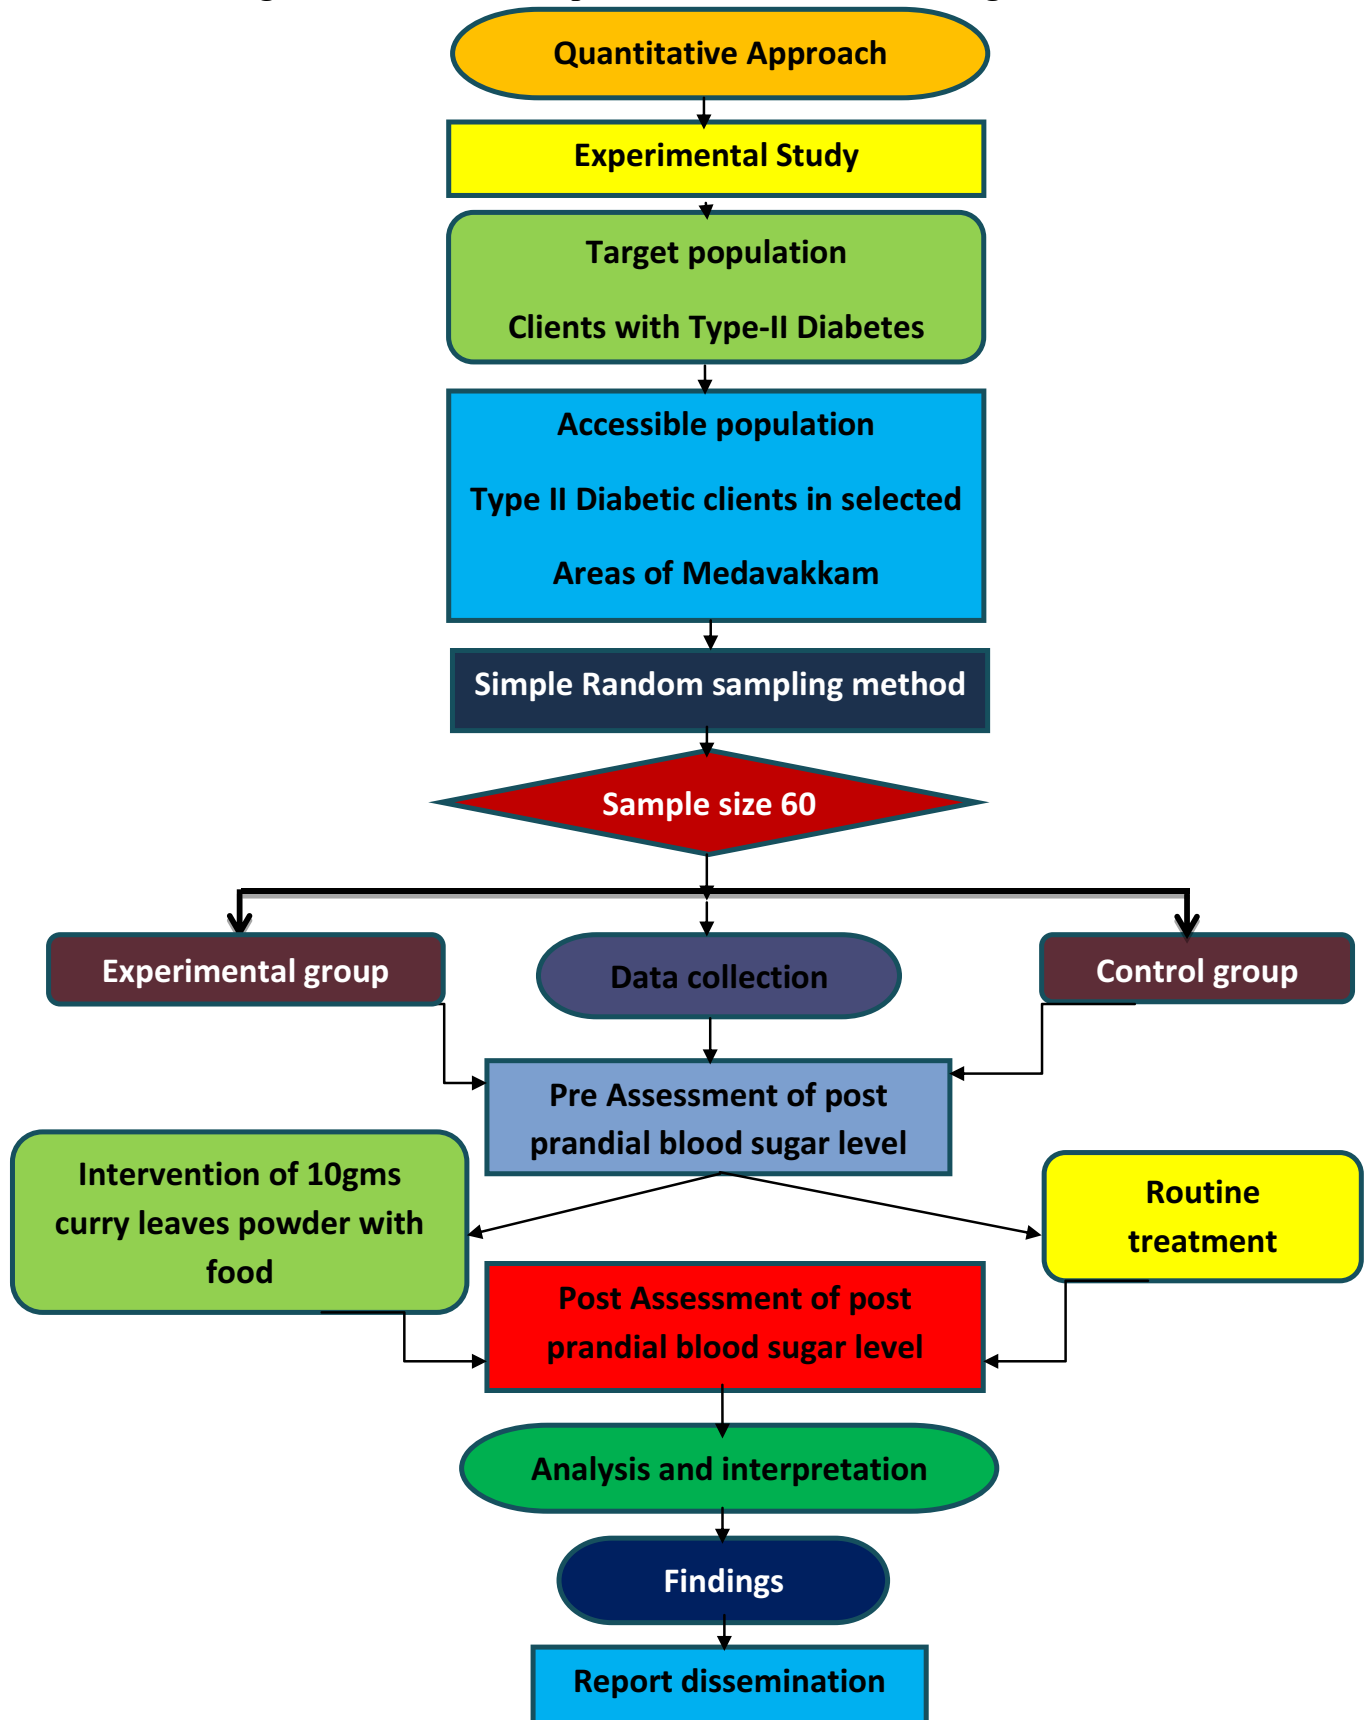 Quantitative Approach
Experimental Study
Target population
Clients with Type-II Diabetes
Accessible population
Type II Diabetic clients in selected
Areas of Medavakkam
Simple Random sampling method
Sample size 60
Experimental group
Data collection
Control group
Pre Assessment of post
prandial blood sugar level
Intervention of 10gms
curry leaves powder with
food
Routine
treatment
Post Assessment of post
prandial blood sugar level
Analysis and interpretation
Findings
Report dissemination